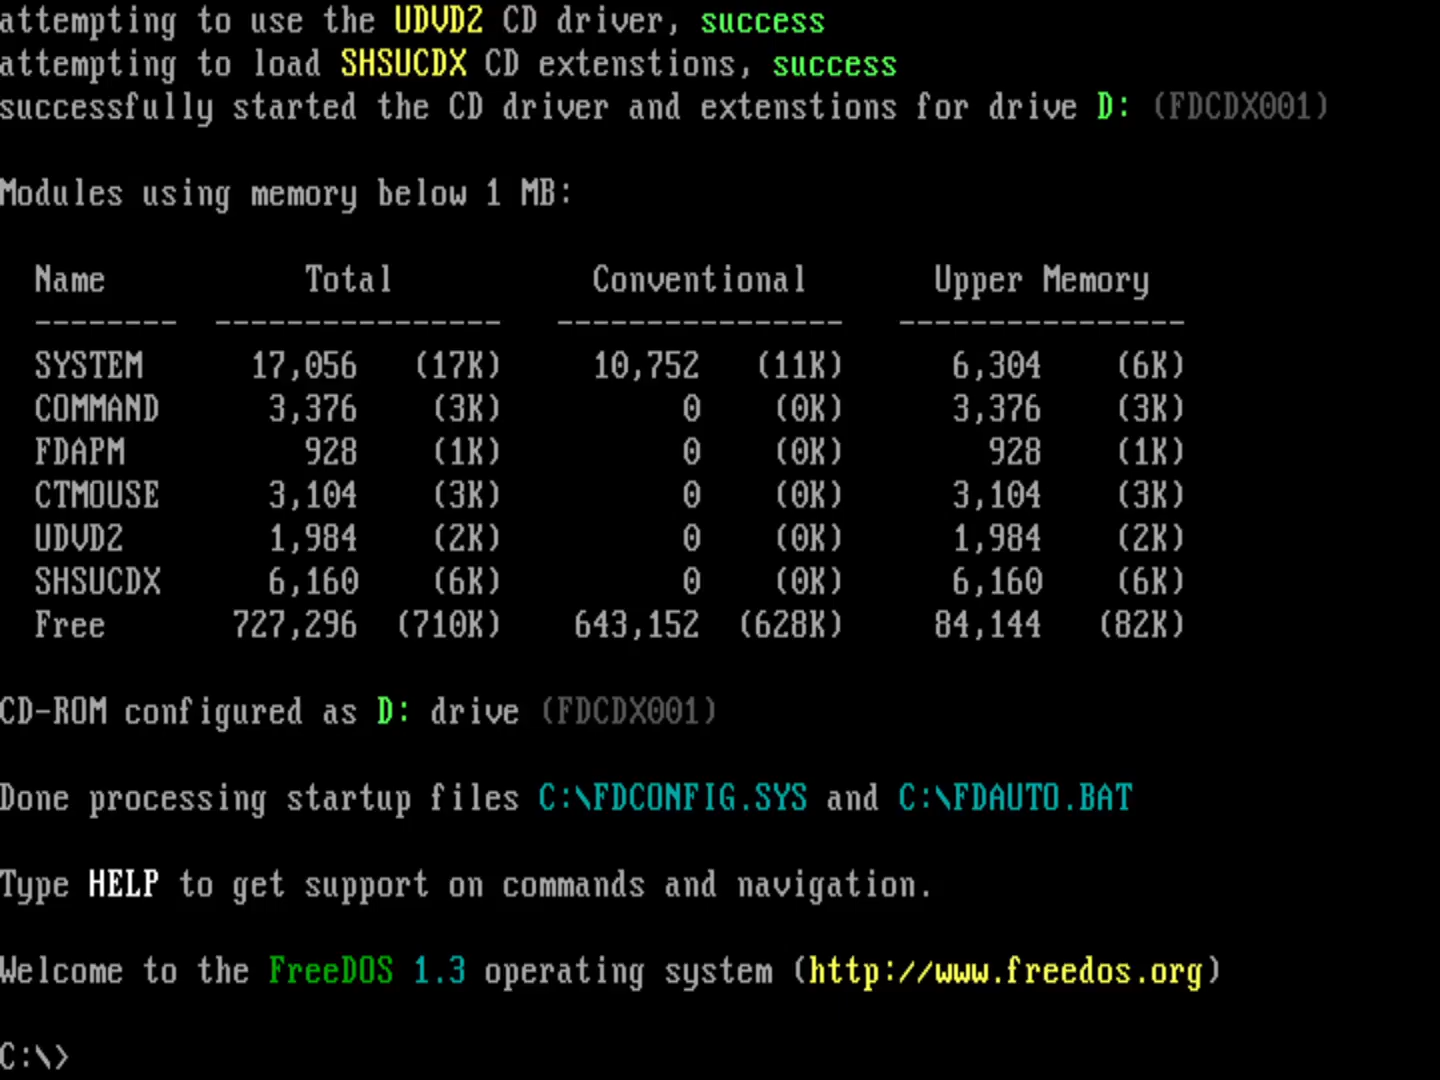 attempting to use the UDVD2 CD driver, success
attempting to load SHSUCDX CD extenstions, success
successfully started the CD driver and extenstions for drive D: (FDCDX001)
Modules using memory below 1 MB:
Name Total Conventional Upper Memory
-------- ---------------- ---------------- ----------------
SYSTEM 17,056 (17K) 10,752 (11K) 6,304 (6K)
COMMAND 3,376 (3K) 0 (0K) 3,376 (3K)
FDAPM 928 (1K) 0 (0K) 928 (1K)
CTMOUSE 3,104 (3K) 0 (0K) 3,104 (3K)
UDVD2 1,984 (2K) 0 (0K) 1,984 (2K)
SHSUCDX 6,160 (6K) 0 (0K) 6,160 (6K)
Free 727,296 (710K) 643,152 (628K) 84,144 (82K)
CD-ROM configured as D: drive (FDCDX001)
Done processing startup files C:\FDCONFIG.SYS and C:\FDAUTO.BAT
Type HELP to get support on commands and navigation.
Welcome to the FreeDOS 1.3 operating system (http://www.freedos.org)
C:\>